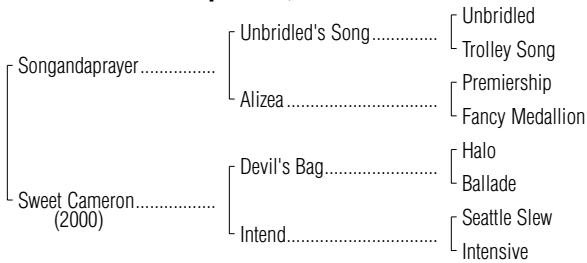 Unbridled
Unbridled's Song..............
Trolley Song
Songandaprayer................
Premiership
Alizea................................
Fancy Medallion
Halo
Devil's Bag........................
Ballade
Sweet Cameron.................
(2000)
Seattle Slew
Intend................................
Intensive